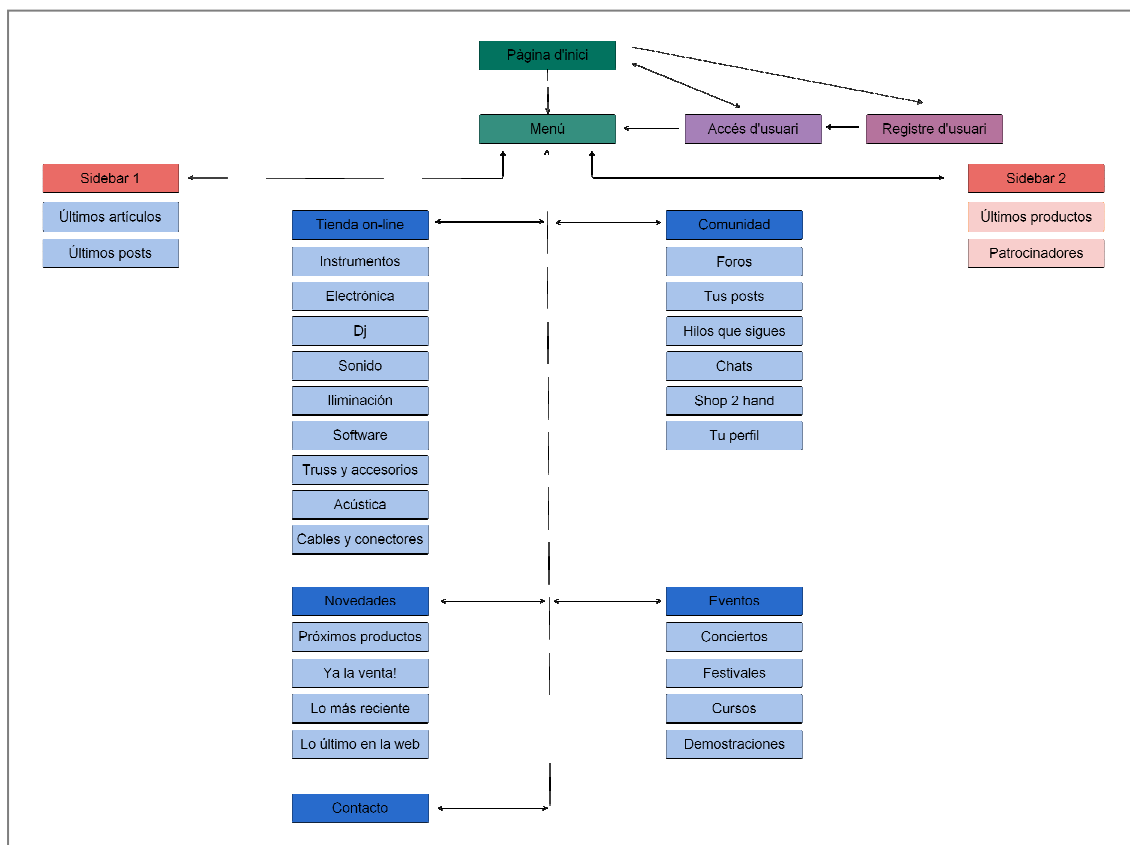 Pàgina d'inici
Menú
Accés d'usuari
Registre d'usuari
Sidebar 1
Últimos artículos
Últimos posts
Sidebar 2
Últimos productos
Patrocinadores
Tienda on-line
Instrumentos
Electrónica
Dj
Sonido
Iliminación
Software
Truss y accesorios
Acústica
Cables y conectores
Comunidad
Foros
Tus posts
Hilos que sigues
Chats
Shop 2 hand
Tu perfil
Novedades
Próximos productos
Ya la venta!
Lo más reciente
Lo último en la web
Eventos
Conciertos
Festivales
Cursos
Demostraciones
Contacto